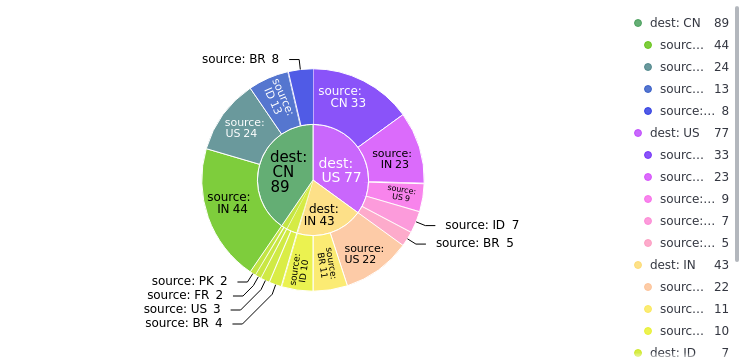 source: BR 8
source:
ID 13
source:
CN 33
source:
US 24
source:
IN 23
dest:
CN
89
dest:
US 77
source:
US 9
source:
IN 44
dest:
IN 43
source: ID 7
source: BR 5
source:
US 22
source:
BR 11
source:
ID 10
source: PK 2
source: FR 2
source: US 3
source: BR 4
dest: CN 89
sourc... 44
sourc... 24
sourc... 13
source:... 8
dest: US 77
sourc... 33
sourc... 23
source:... 9
source:... 7
source:... 5
dest: IN 43
sourc... 22
sourc... 11
sourc... 10
dest: ID 7